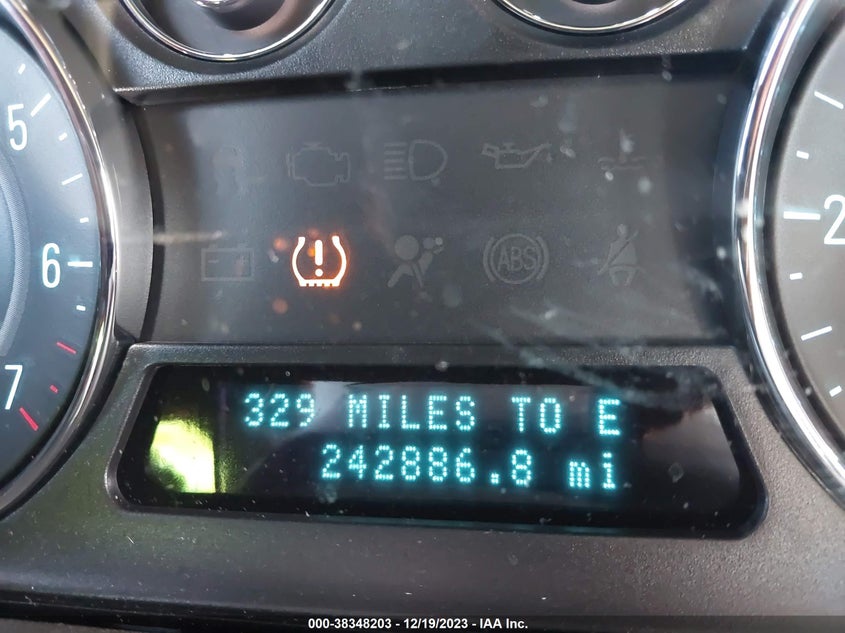 5
6
7
2
ABS
329 MILES TO E
242886.8 mi
000-38348203 - 12/19/2023 - IAA Inc.